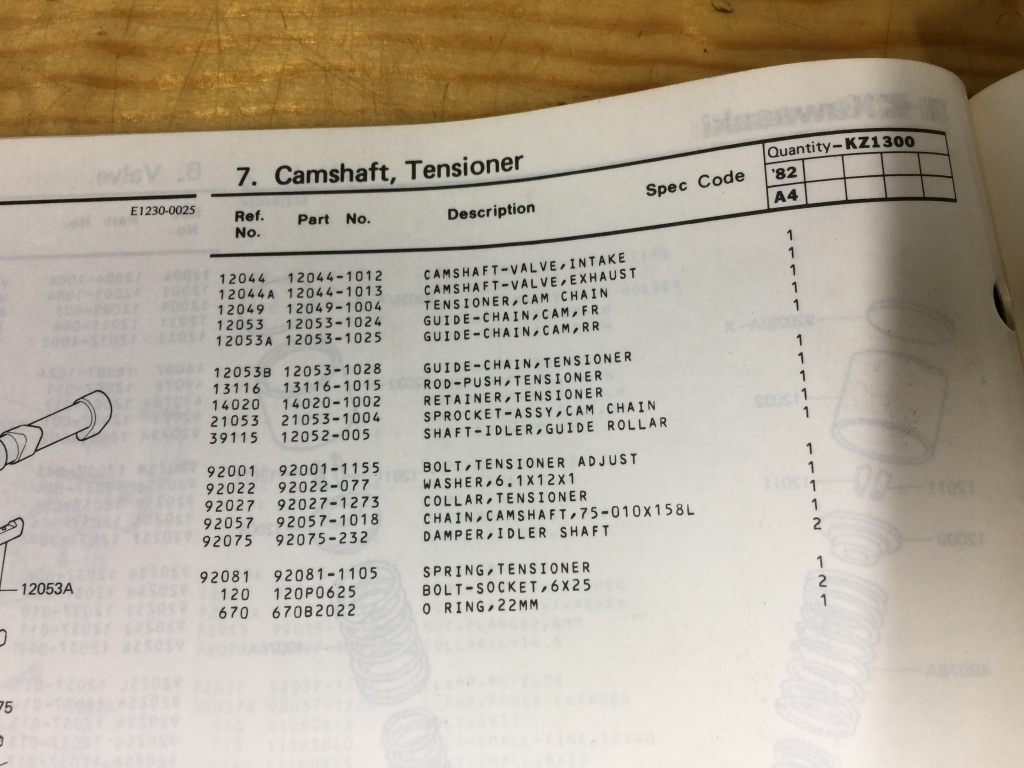 7. Camshaft, Tensioner
Quantity-KZ1300
Spec Code
'82
A4
E1230-0025
Ref. No. Part No. Description
12044 12044-1012 CAMSHAFT-VALVE,INTAKE 1
12044A 12044-1013 CAMSHAFT-VALVE,EXHAUST 1
12049 12049-1004 TENSIONER,CAM CHAIN 1
12053 12053-1024 GUIDE-CHAIN,CAM,FR 1
12053A 12053-1025 GUIDE-CHAIN,CAM,RR 1
12053B 12053-1028 GUIDE-CHAIN,TENSIONER 1
13116 13116-1015 ROD-PUSH,TENSIONER 1
14020 14020-1002 RETAINER,TENSIONER 1
21053 21053-1004 SPROCKET-ASSY,CAM CHAIN 1
39115 12052-005 SHAFT-IDLER,GUIDE ROLLAR 1
92001 92001-1155 BOLT,TENSIONER ADJUST 1
92022 92022-077 WASHER,6.1X12X1 1
92027 92027-1273 COLLAR,TENSIONER 1
92057 92057-1018 CHAIN,CAMSHAFT,75-010X158L 1
92075 92075-232 DAMPER,IDLER SHAFT 2
92081 92081-1105 SPRING,TENSIONER 1
120 120P0625 BOLT-SOCKET,6X25 2
670 670B2022 O RING,22MM 1
12053A
75